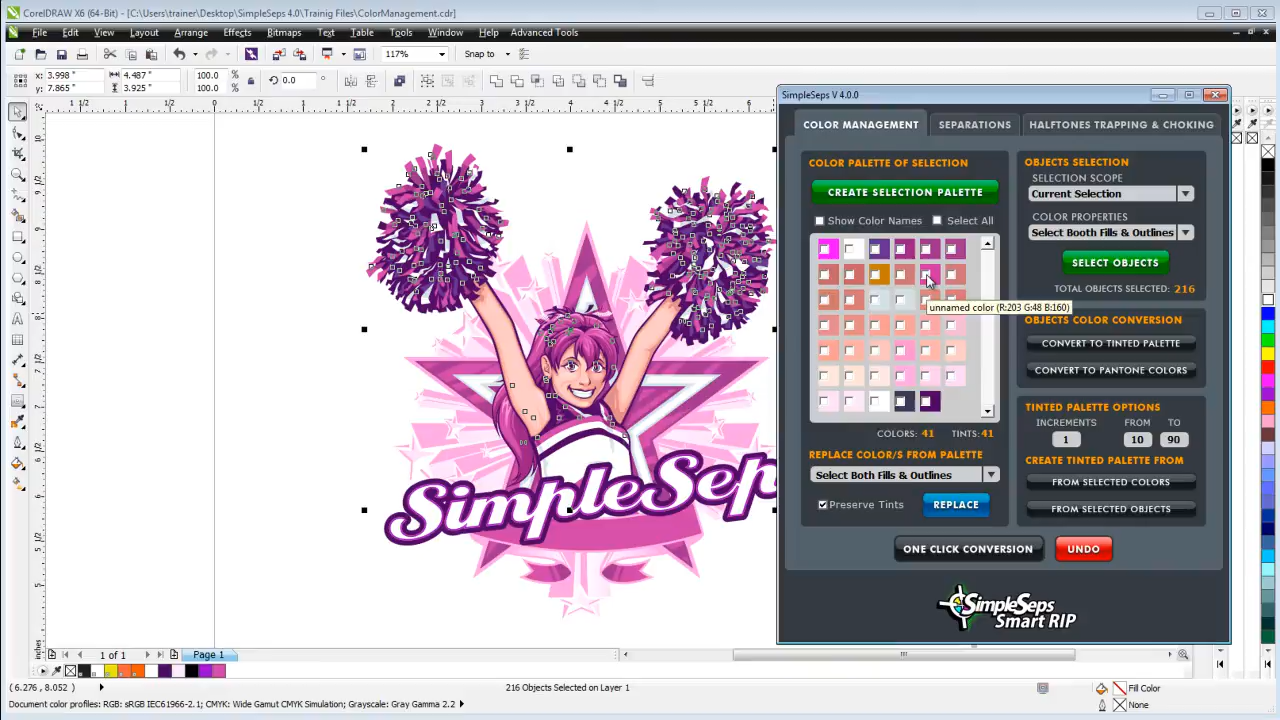 CorelDRAW X6 (64-Bit) - [C:\Users\trainer\Desktop\SimpleSeps 4.0\Trainig Files\ColorManagement.cdr]
File Edit View Layout Arrange Effects Bitmaps Text Table Tools Window Help Advanced Tools
117% Snap to
x: 3.998 " 4.487 " 100.0 % 0.0 °
y: 7.865 " 3.925 " 100.0 %
SimpleSeps V 4.0.0
COLOR MANAGEMENT SEPARATIONS HALFTONES TRAPPING & CHOKING
COLOR PALETTE OF SELECTION
CREATE SELECTION PALETTE
Show Color Names Select All
unnamed color (R:203 G:48 B:160)
COLORS: 41 TINTS: 41
REPLACE COLOR/S FROM PALETTE
Select Both Fills & Outlines
Preserve Tints REPLACE
OBJECTS SELECTION
SELECTION SCOPE
Current Selection
COLOR PROPERTIES
Select Booth Fills & Outlines
SELECT OBJECTS
TOTAL OBJECTS SELECTED: 216
OBJECTS COLOR CONVERSION
CONVERT TO TINTED PALETTE
CONVERT TO PANTONE COLORS
TINTED PALETTE OPTIONS
INCREMENTS FROM TO
1 10 90
CREATE TINTED PALETTE FROM
FROM SELECTED COLORS
FROM SELECTED OBJECTS
ONE CLICK CONVERSION UNDO
SimpleSeps
Smart RIP
SimpleSep
1 of 1 Page 1
(6.276, 8.052) 216 Objects Selected on Layer 1 Fill Color
Document color profiles: RGB: sRGB IEC61966-2.1; CMYK: Wide Gamut CMYK Simulation; Grayscale: Gray Gamma 2.2 None